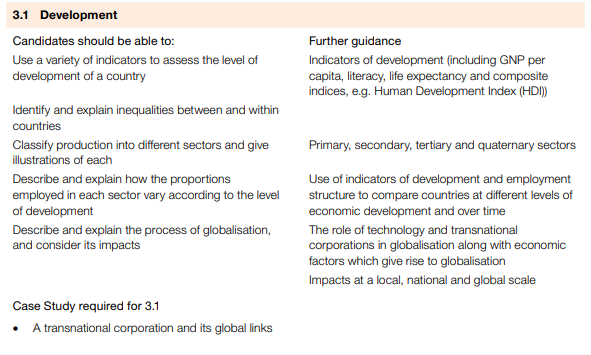 3.1 Development
Candidates should be able to:
Use a variety of indicators to assess the level of
development of a country
Further guidance
Indicators of development (including GNP per
capita, literacy, life expectancy and composite
indices, e.g. Human Development Index (HDI))
Identify and explain inequalities between and within
countries
Classify production into different sectors and give
illustrations of each
Primary, secondary, tertiary and quaternary sectors
Describe and explain how the proportions
employed in each sector vary according to the level
of development
Use of indicators of development and employment
structure to compare countries at different levels of
economic development and over time
Describe and explain the process of globalisation,
and consider its impacts
The role of technology and transnational
corporations in globalisation along with economic
factors which give rise to globalisation
Impacts at a local, national and global scale
Case Study required for 3.1
• A transnational corporation and its global links